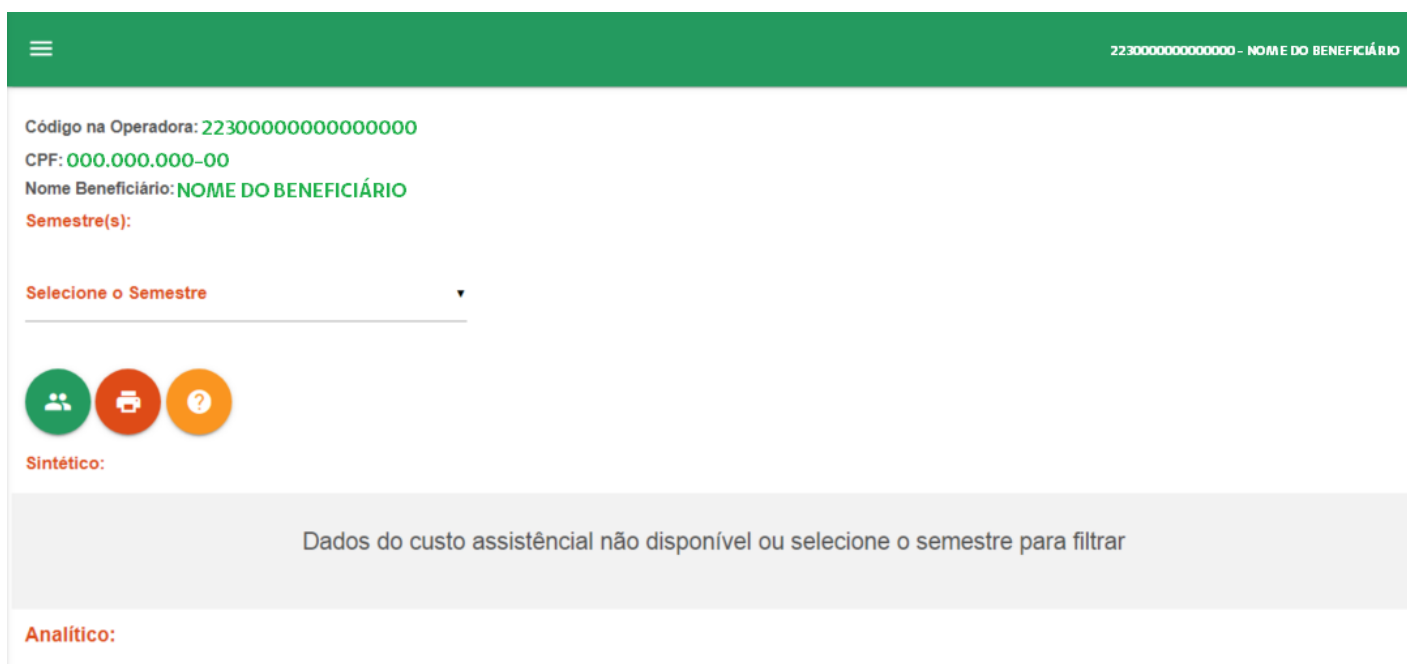 2230000000000000 - NOME DO BENEFICIÁRIO
Código na Operadora: 22300000000000000
CPF: 000.000.000-00
Nome Beneficiário: NOME DO BENEFICIÁRIO
Semestre(s):
Selecione o Semestre
Sintético:
Dados do custo assistêncial não disponível ou selecione o semestre para filtrar
Analítico: